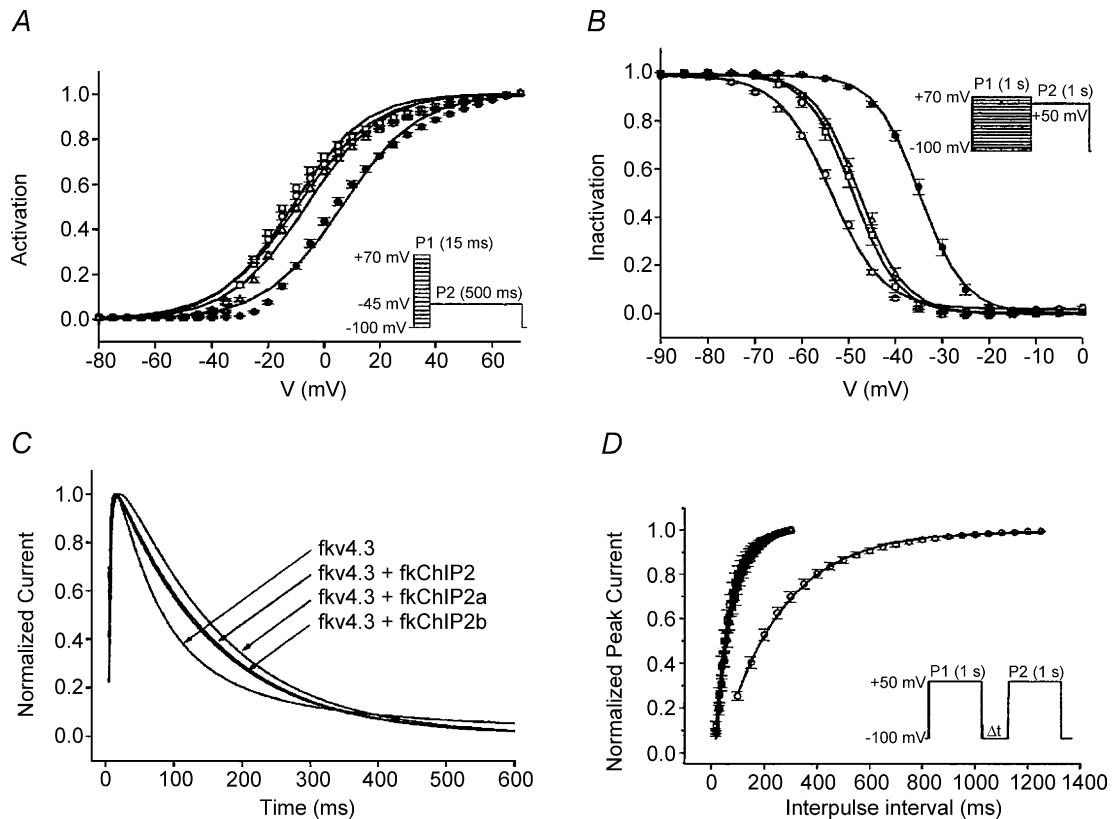 A
Activation
1.0
0.8
0.6
0.4
0.2
0.0
-80 -60 -40 -20 0 20 40 60
V (mV)
P1 (15 ms)
+70 mV
P2 (500 ms)
-45 mV
-100 mV
B
Inactivation
1.0
0.8
0.6
0.4
0.2
0.0
-90 -80 -70 -60 -50 -40 -30 -20 -10 0
V (mV)
P1 (1 s)
P2 (1 s)
+70 mV
+50 mV
-100 mV
C
Normalized Current
1.0
0.8
0.6
0.4
0.2
0.0
0 100 200 300 400 500 600
Time (ms)
fkv4.3
fkv4.3 + fkChIP2
fkv4.3 + fkChIP2a
fkv4.3 + fkChIP2b
D
Normalized Peak Current
1.0
0.8
0.6
0.4
0.2
0.0
0 200 400 600 800 1000 1200 1400
Interpulse interval (ms)
P1 (1 s) P2 (1 s)
+50 mV
-100 mV
Δt